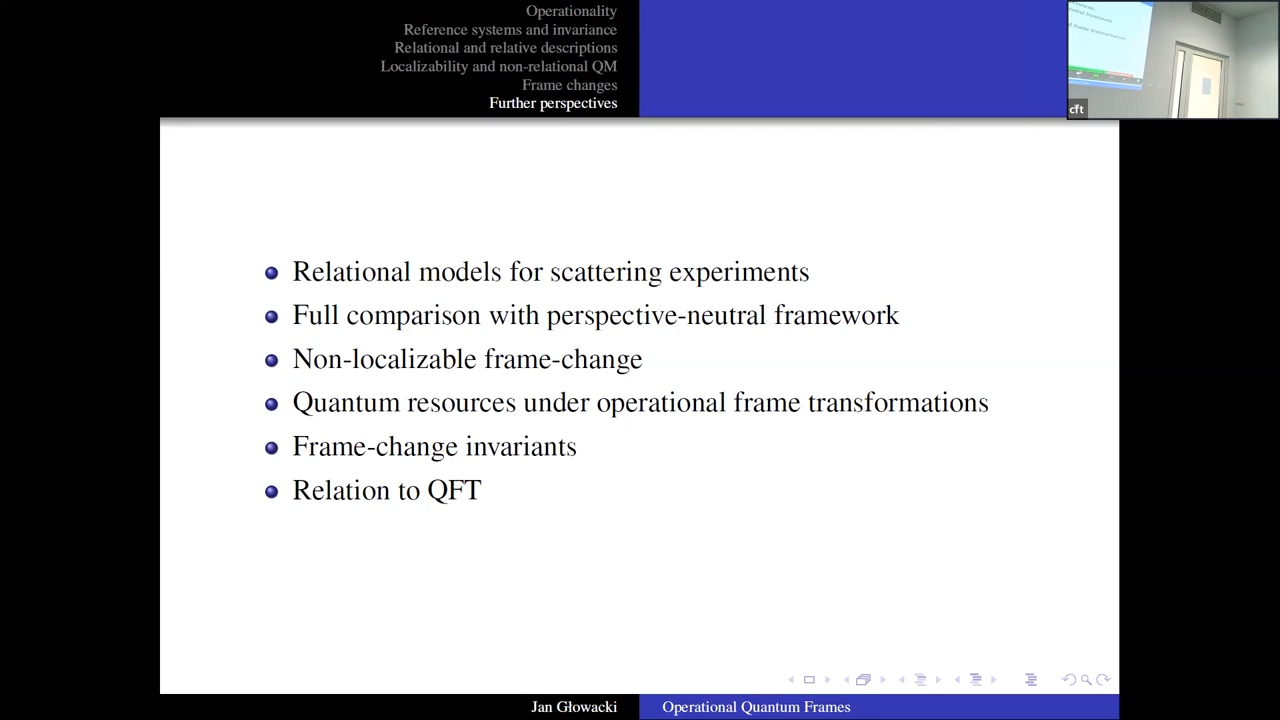 Operationality
Reference systems and invariance
Relational and relative descriptions
Localizability and non-relational QM
Frame changes
Further perspectives
cft
Relational models for scattering experiments
Full comparison with perspective-neutral framework
Non-localizable frame-change
Quantum resources under operational frame transformations
Frame-change invariants
Relation to QFT
Jan Głowacki
Operational Quantum Frames